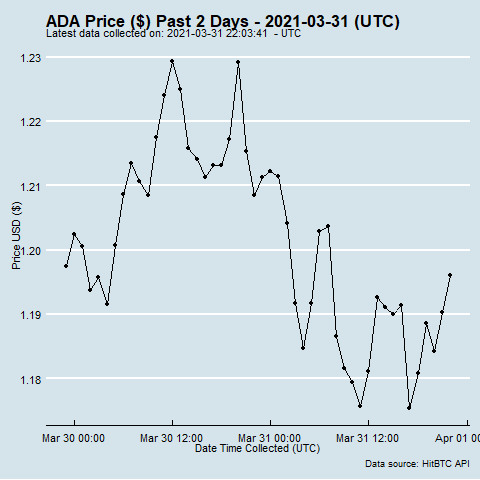 ADA Price ($) Past 2 Days - 2021-03-31 (UTC)
Latest data collected on: 2021-03-31 22:03:41 - UTC
1.23
1.22
1.21
1.20
1.19
1.18
Price USD ($)
Mar 30 00:00 Mar 30 12:00 Mar 31 00:00 Mar 31 12:00 Apr 01 00
Date Time Collected (UTC)
Data source: HitBTC API